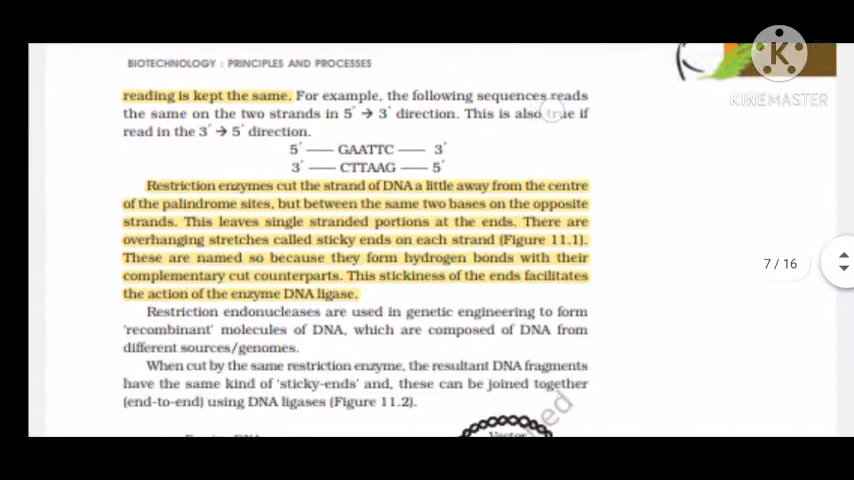 BIOTECHNOLOGY : PRINCIPLES AND PROCESSES
reading is kept the same. For example, the following sequences reads
the same on the two strands in 5´ → 3´ direction. This is also true if
read in the 3´ → 5´ direction.
5´ —— GAATTC —— 3´
3´ —— CTTAAG —— 5´
Restriction enzymes cut the strand of DNA a little away from the centre
of the palindrome sites, but between the same two bases on the opposite
strands. This leaves single stranded portions at the ends. There are
overhanging stretches called sticky ends on each strand (Figure 11.1).
These are named so because they form hydrogen bonds with their
complementary cut counterparts. This stickiness of the ends facilitates
the action of the enzyme DNA ligase.
Restriction endonucleases are used in genetic engineering to form
'recombinant' molecules of DNA, which are composed of DNA from
different sources/genomes.
When cut by the same restriction enzyme, the resultant DNA fragments
have the same kind of 'sticky-ends' and, these can be joined together
(end-to-end) using DNA ligases (Figure 11.2).
Vector
7 / 16
K
KINEMASTER